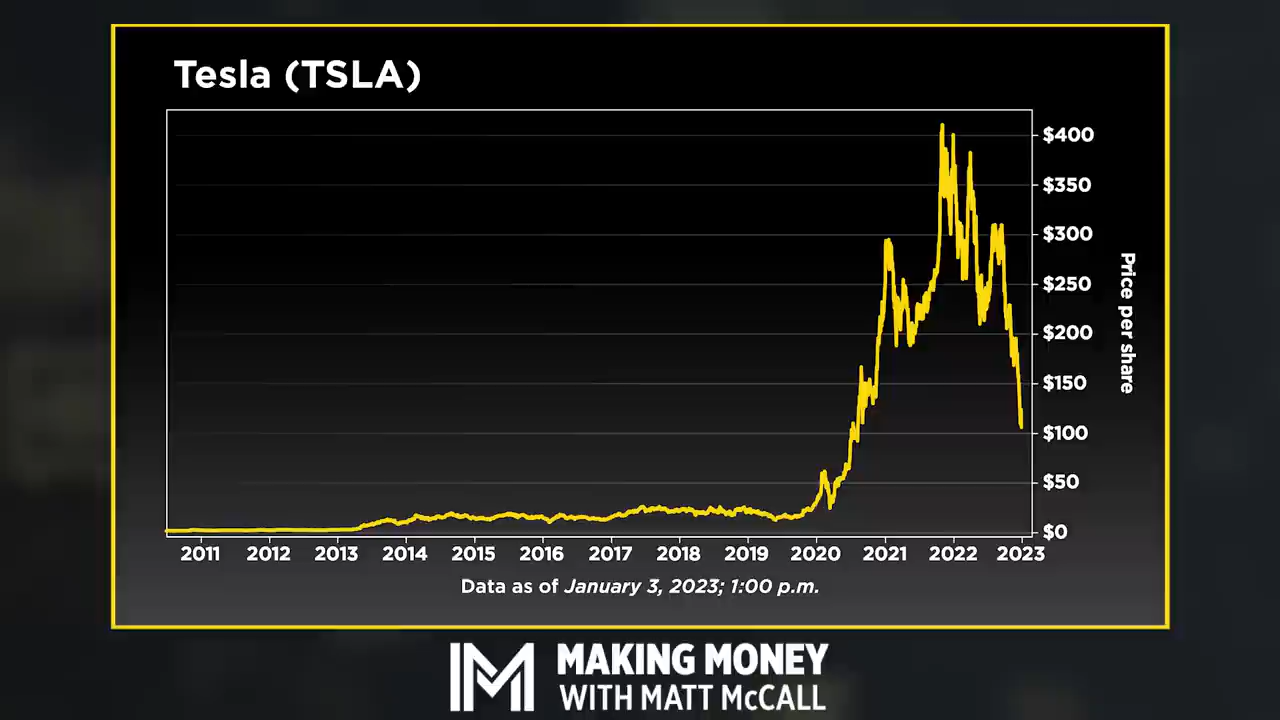 Tesla (TSLA)
$400
$350
$300
$250
$200
$150
$100
$50
$0
Price per share
2011 2012 2013 2014 2015 2016 2017 2018 2019 2020 2021 2022 2023
Data as of January 3, 2023; 1:00 p.m.
MM MAKING MONEY
WITH MATT McCALL